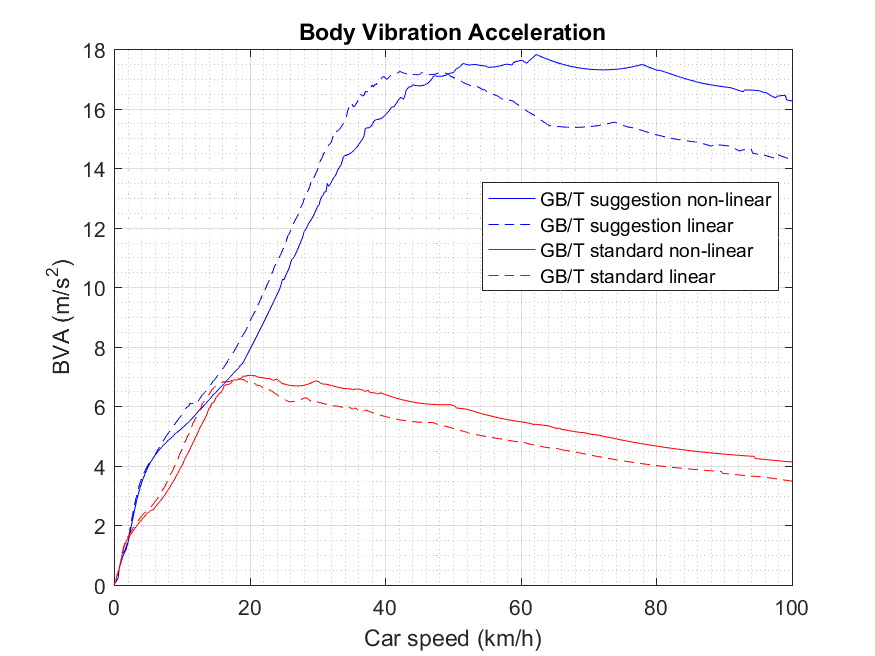 Body Vibration Acceleration
18
16
14
12
10
8
6
4
2
0
BVA (m/s²)
GB/T suggestion non-linear
GB/T suggestion linear
GB/T standard non-linear
GB/T standard linear
0 20 40 60 80 100
Car speed (km/h)